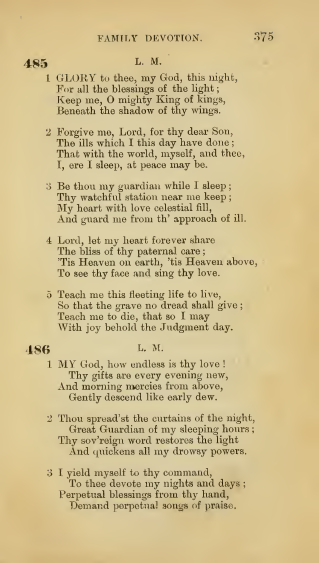 FAMILY DEVOTION. 375
485 L. M.
1 GLORY to thee, my God, this night,
For all the blessings of the light;
Keep me, O mighty King of kings,
Beneath the shadow of thy wings.
2 Forgive me, Lord, for thy dear Son,
The ills which I this day have done;
That with the world, myself, and thee,
I, ere I sleep, at peace may be.
3 Be thou my guardian while I sleep;
Thy watchful station near me keep;
My heart with love celestial fill,
And guard me from th' approach of ill.
4 Lord, let my heart forever share
The bliss of thy paternal care;
'Tis Heaven on earth, 'tis Heaven above,
To see thy face and sing thy love.
5 Teach me this fleeting life to live,
So that the grave no dread shall give;
Teach me to die, that so I may
With joy behold the Judgment day.
486 L. M.
1 MY God, how endless is thy love!
Thy gifts are every evening new,
And morning mercies from above,
Gently descend like early dew.
2 Thou spread'st the curtains of the night,
Great Guardian of my sleeping hours;
Thy sov'reign word restores the light
And quickens all my drowsy powers.
3 I yield myself to thy command,
To thee devote my nights and days;
Perpetual blessings from thy hand,
Demand perpetual songs of praise.